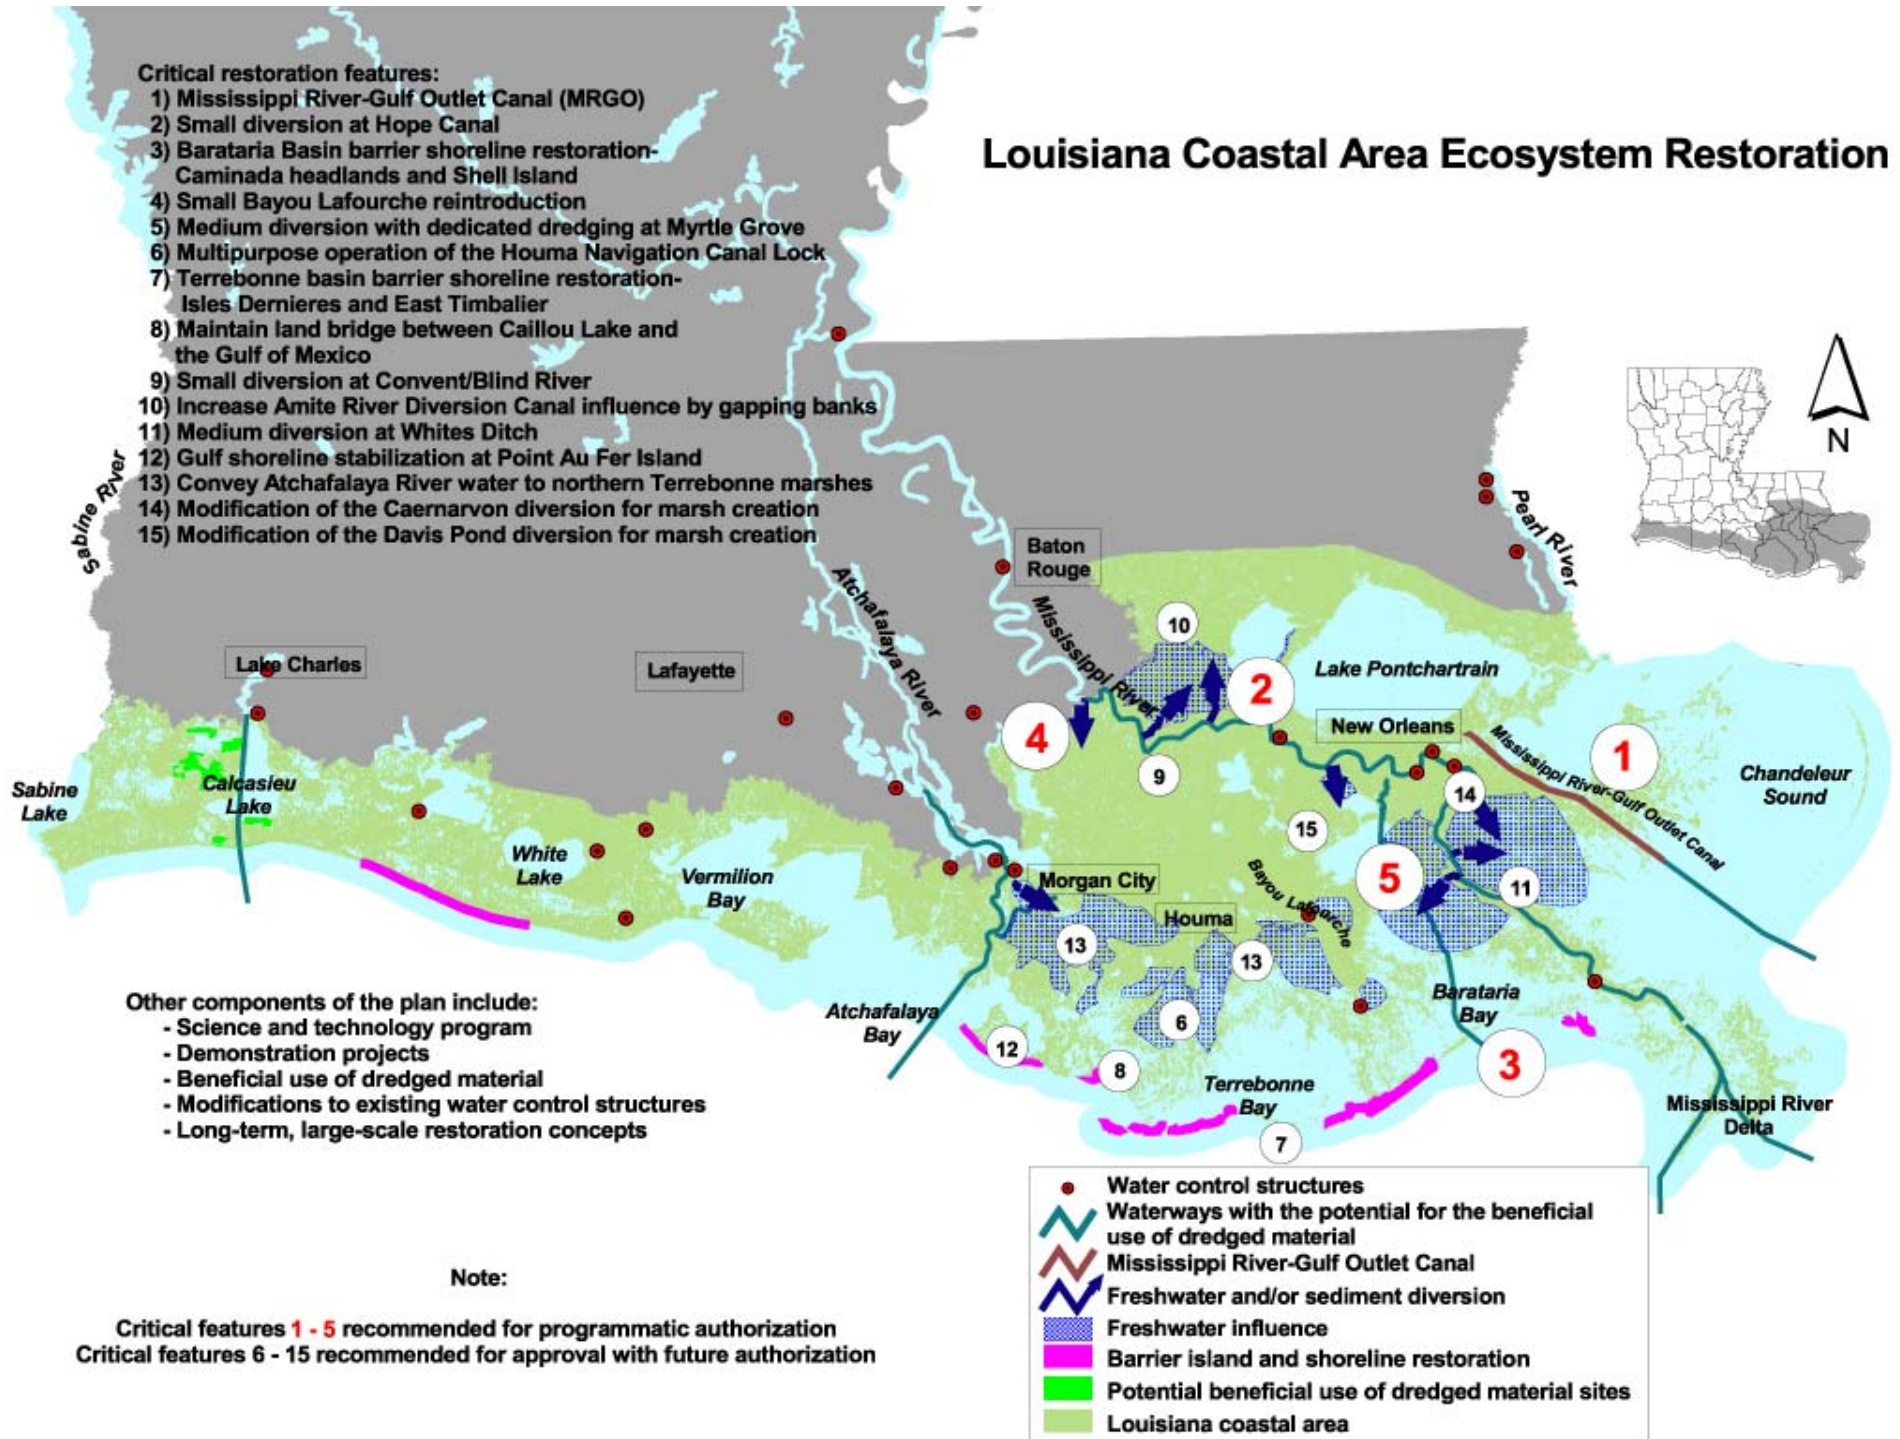 Critical restoration features:
1) Mississippi River-Gulf Outlet Canal (MRGO)
2) Small diversion at Hope Canal
3) Barataria Basin barrier shoreline restoration-
Caminada headlands and Shell Island
4) Small Bayou Lafourche reintroduction
5) Medium diversion with dedicated dredging at Myrtle Grove
6) Multipurpose operation of the Houma Navigation Canal Lock
7) Terrebonne basin barrier shoreline restoration-
Isles Dernieres and East Timbalier
8) Maintain land bridge between Caillou Lake and
the Gulf of Mexico
9) Small diversion at Convent/Blind River
10) Increase Amite River Diversion Canal influence by gapping banks
11) Medium diversion at Whites Ditch
12) Gulf shoreline stabilization at Point Au Fer Island
13) Convey Atchafalaya River water to northern Terrebonne marshes
14) Modification of the Caernarvon diversion for marsh creation
15) Modification of the Davis Pond diversion for marsh creation
Louisiana Coastal Area Ecosystem Restoration
N
Sabine River
Pearl River
Baton
Rouge
Atchafalaya River
Mississippi River
10
Lake Charles
Lafayette
Lake Pontchartrain
2
4
New Orleans
1
Mississippi River-Gulf Outlet Canal
Chandeleur
Sound
9
Sabine
Lake
Calcasieu
Lake
14
15
White
Lake
Vermilion
Bay
Morgan City
Bayou Lafourche
5
11
Houma
13
13
Barataria
Bay
Atchafalaya
Bay
6
12
8
3
Terrebonne
Bay
7
Mississippi River
Delta
Other components of the plan include:
- Science and technology program
- Demonstration projects
- Beneficial use of dredged material
- Modifications to existing water control structures
- Long-term, large-scale restoration concepts
Note:
Critical features 1 - 5 recommended for programmatic authorization
Critical features 6 - 15 recommended for approval with future authorization
Water control structures
Waterways with the potential for the beneficial
use of dredged material
Mississippi River-Gulf Outlet Canal
Freshwater and/or sediment diversion
Freshwater influence
Barrier island and shoreline restoration
Potential beneficial use of dredged material sites
Louisiana coastal area